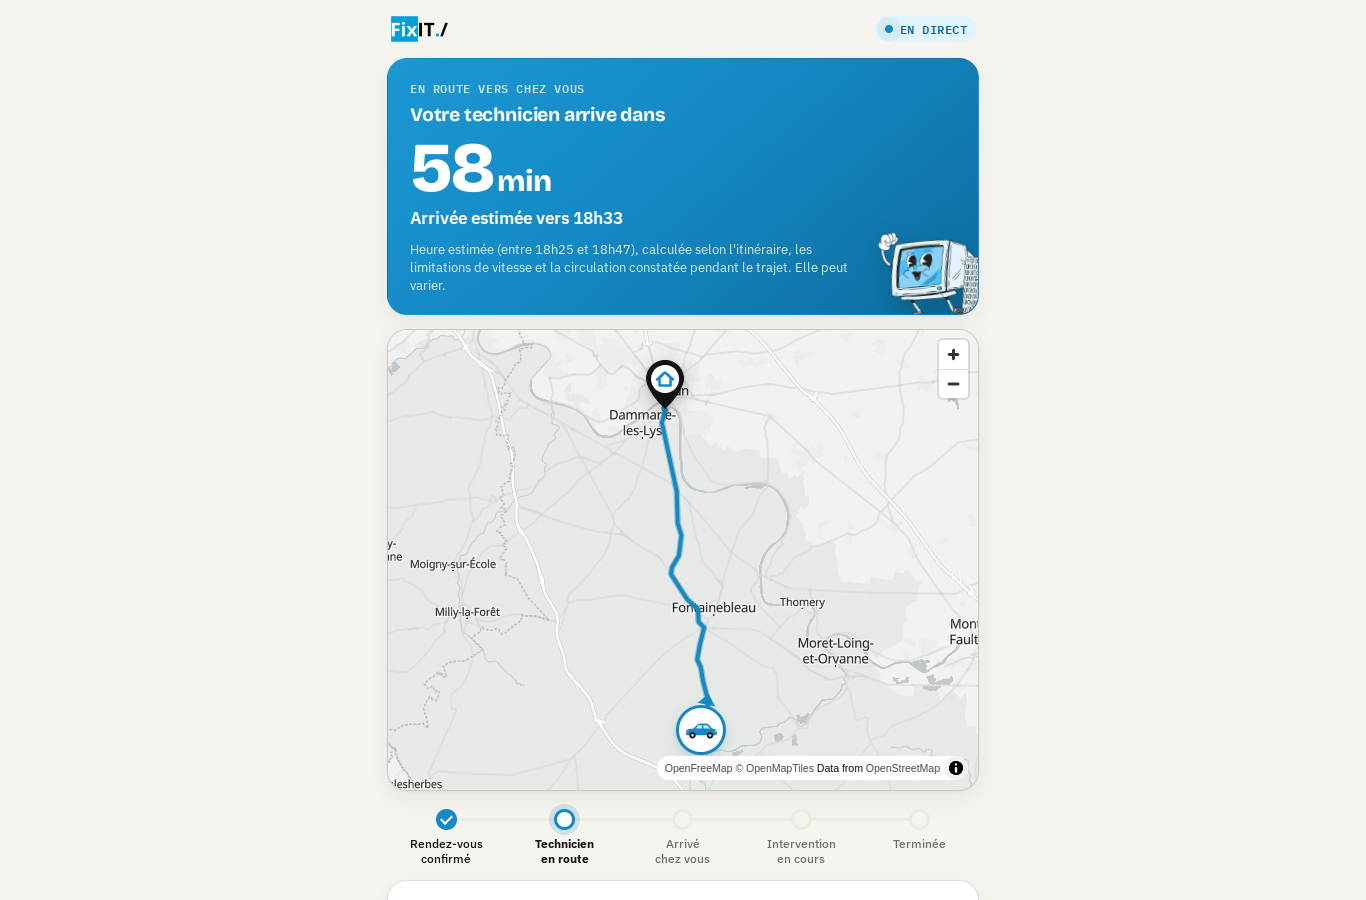 FixIT./
EN DIRECT
EN ROUTE VERS CHEZ VOUS
Votre technicien arrive dans
58 min
Arrivée estimée vers 18h33
Heure estimée (entre 18h25 et 18h47), calculée selon l'itinéraire, les
limitations de vitesse et la circulation constatée pendant le trajet. Elle peut
varier.
Dammarie-
les-Lys
Moigny-sur-École
Milly-la-Forêt
Fontainebleau
Thomery
Moret-Loing-
et-Orvanne
Mont
Fault
lesherbes
OpenFreeMap © OpenMapTiles Data from OpenStreetMap
Rendez-vous
confirmé
Technicien
en route
Arrivé
chez vous
Intervention
en cours
Terminée